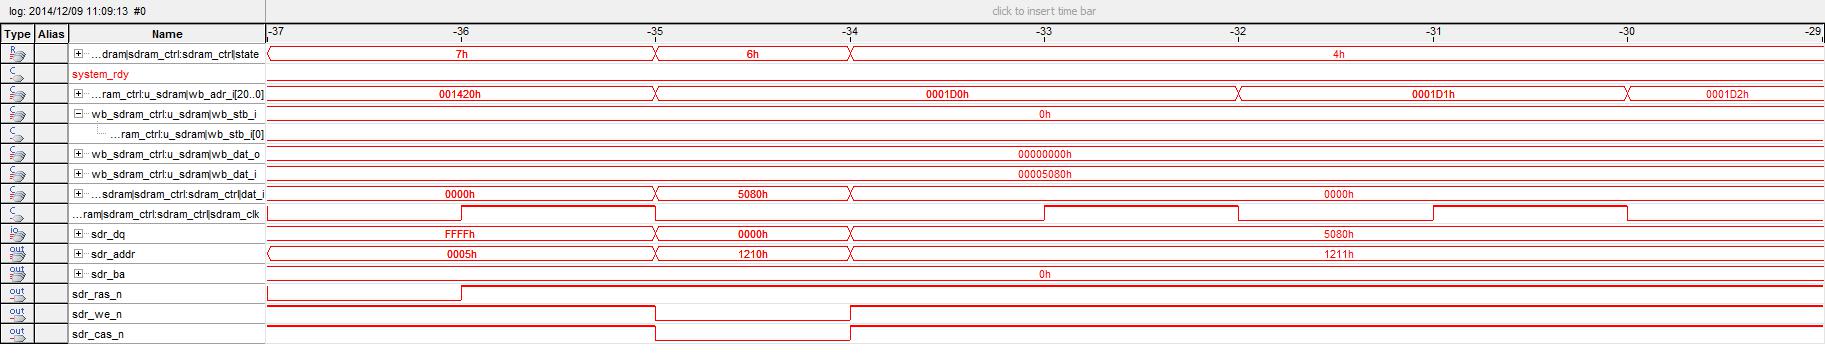 log: 2014/12/09 11:09:13 #0 click to insert time bar
Type Alias Name -37 -36 -35 -34 -33 -32 -31 -30 -29
R ...dram|sdram_ctrl:sdram_ctrl|state 7h 6h 4h
C system_rdy
C ...ram_ctrl:u_sdram|wb_adr_i[20..0] 001420h 0001D0h 0001D1h 0001D2h
C wb_sdram_ctrl:u_sdram|wb_stb_i 0h
C ...ram_ctrl:u_sdram|wb_stb_i[0]
C wb_sdram_ctrl:u_sdram|wb_dat_o 00000000h
C wb_sdram_ctrl:u_sdram|wb_dat_i 00005080h
C ...sdram|sdram_ctrl:sdram_ctrl|dat_i 0000h 5080h 0000h
C ...ram|sdram_ctrl:sdram_ctrl|sdram_clk
io sdr_dq FFFFh 0000h 5080h
out sdr_addr 0005h 1210h 1211h
out sdr_ba 0h
out sdr_ras_n
out sdr_we_n
out sdr_cas_n